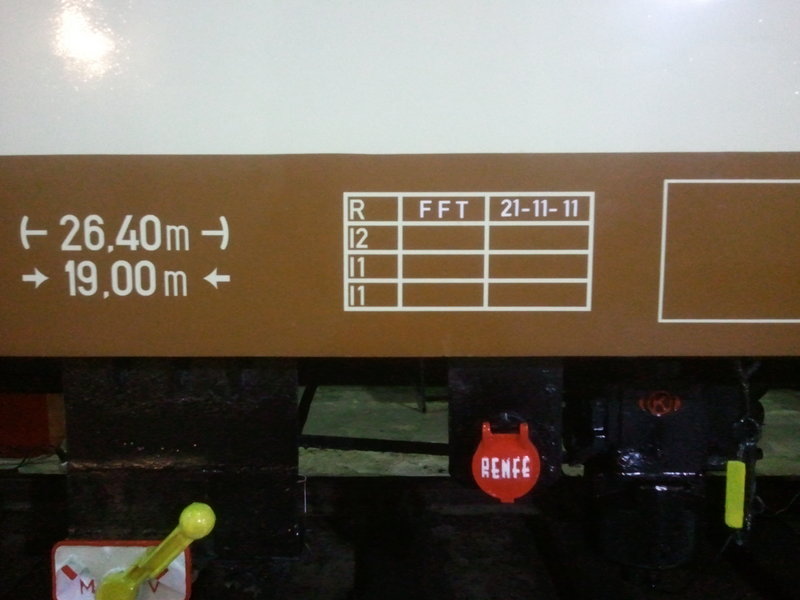 26,40m
19,00m
R FFT 21-11-11
I2
I1
I1
RENFE
K
M V